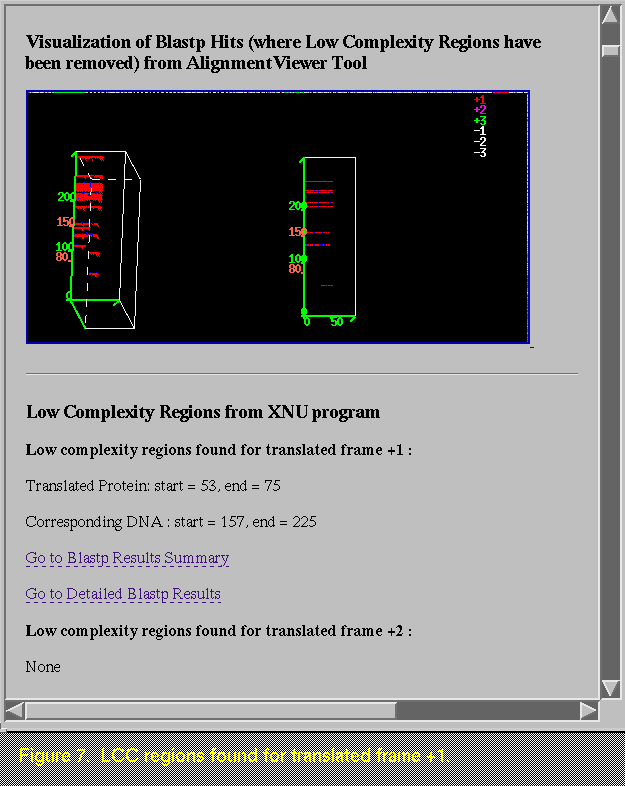 Visualization of Blastp Hits (where Low Complexity Regions have
been removed) from AlignmentViewer Tool
+1
+2
+3
-1
-2
-3
200
150
100
80
0
200
150
100
80
0
0 50
Low Complexity Regions from XNU program
Low complexity regions found for translated frame +1 :
Translated Protein: start = 53, end = 75
Corresponding DNA : start = 157, end = 225
Go to Blastp Results Summary
Go to Detailed Blastp Results
Low complexity regions found for translated frame +2 :
None
Figure 7 LCC regions found for translated frame +1